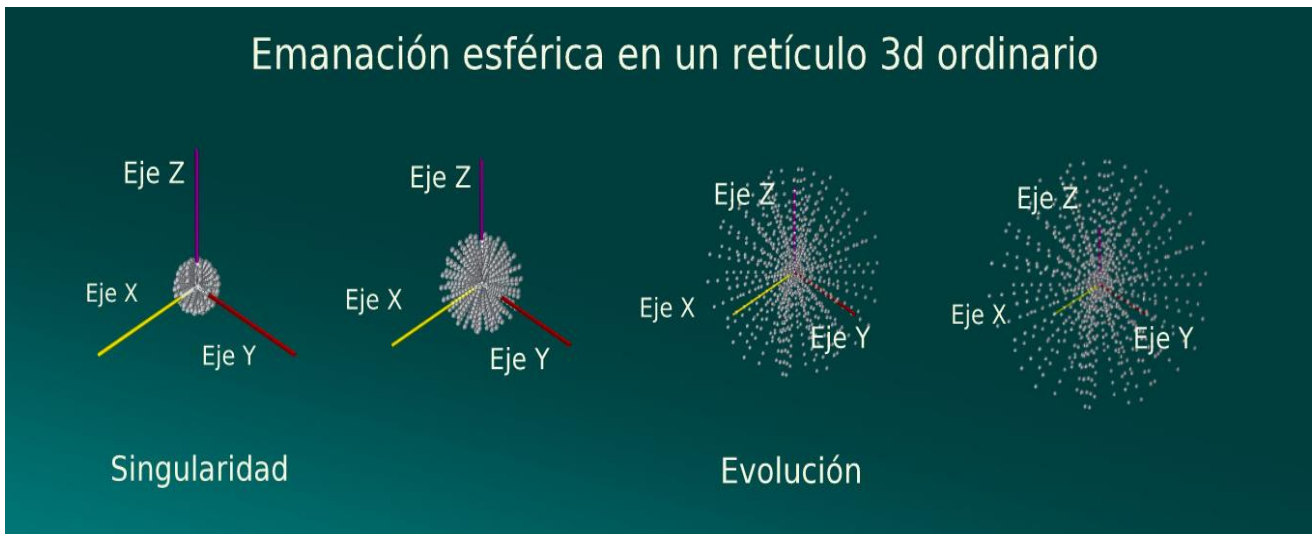 Emanación esférica en un retículo 3d ordinario
Eje Z
Eje X
Eje Y
Eje Z
Eje X
Eje Y
Eje Z
Eje X
Eje Y
Eje Z
Eje X
Eje Y
Singularidad
Evolución